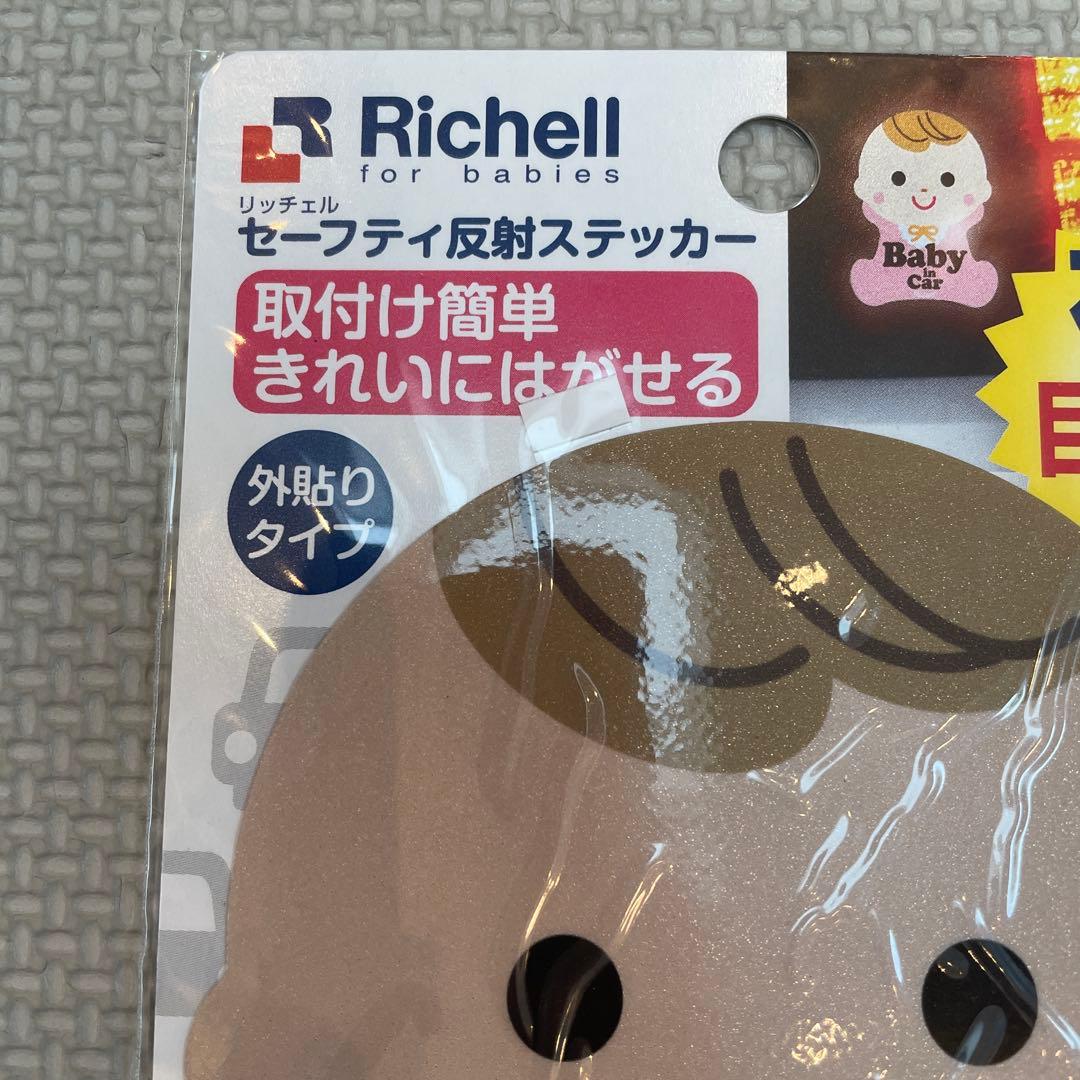 Richell
for babies
リッチェル
セーフティ反射ステッカー
取付け簡単
きれいにはがせる
外貼り
タイプ
Baby
in
Car
目